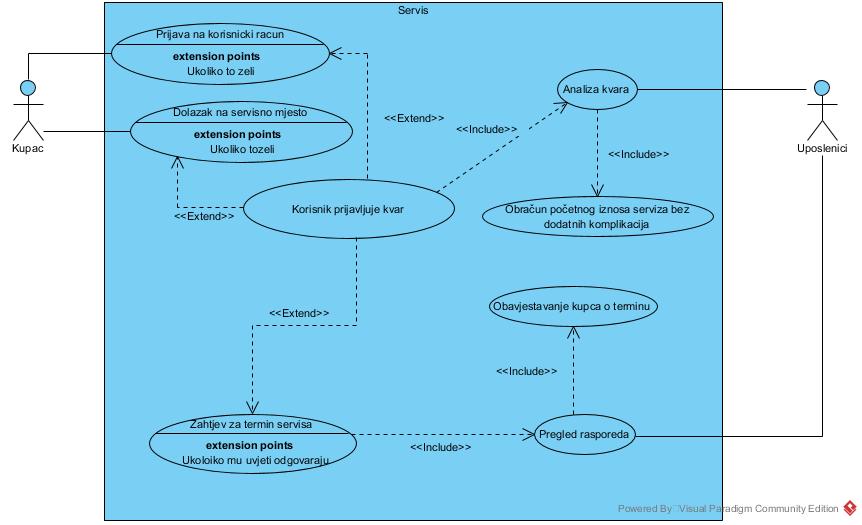 Servis
Prijava na korisnicki racun
extension points
Ukoliko to zeli
Kupac
Dolazak na servisno mjesto
extension points
Ukoliko tozeli
<<Extend>>
<<Include>>
Analiza kvara
Uposlenici
<<Include>>
<<Extend>>
Korisnik prijavljuje kvar
Obračun početnog iznosa serviza bez
dodatnih komplikacija
<<Extend>>
Obavjestavanje kupca o terminu
<<Include>>
Zahtjev za termin servisa
extension points
Ukoloiko mu uvjeti odgovaraju
<<Include>>
Pregled rasporeda
Powered By Visual Paradigm Community Edition